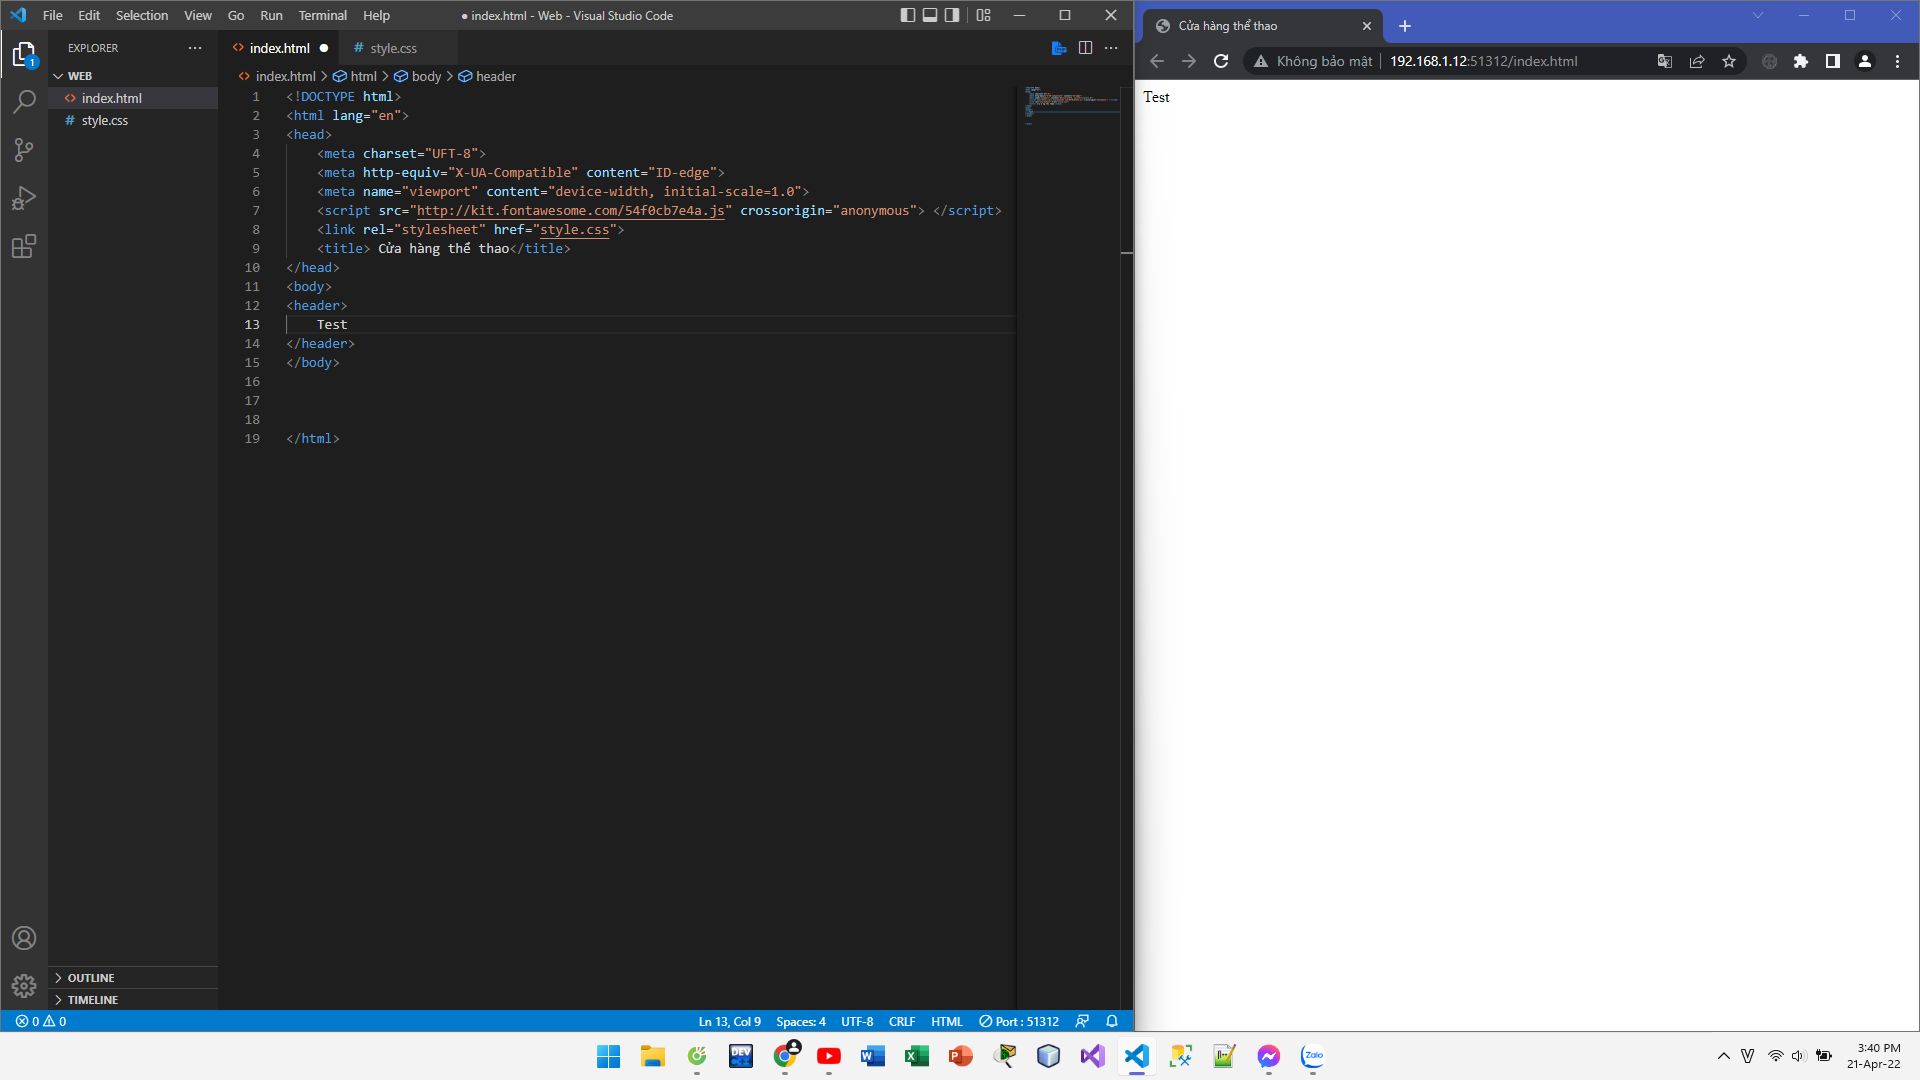 File Edit Selection View Go Run Terminal Help
● index.html - Web - Visual Studio Code
EXPLORER
WEB
index.html
style.css
OUTLINE
TIMELINE
1
index.html
style.css
index.html > html > body > header
1 <!DOCTYPE html>
2 <html lang="en">
3 <head>
4 <meta charset="UFT-8">
5 <meta http-equiv="X-UA-Compatible" content="ID-edge">
6 <meta name="viewport" content="device-width, initial-scale=1.0">
7 <script src="http://kit.fontawesome.com/54f0cb7e4a.js" crossorigin="anonymous"> </script>
8 <link rel="stylesheet" href="style.css">
9 <title> Cửa hàng thể thao</title>
10 </head>
11 <body>
12 <header>
13 Test
14 </header>
15 </body>
16
17
18
19 </html>
0 0
Ln 13, Col 9 Spaces: 4 UTF-8 CRLF HTML Port : 51312
Cửa hàng thể thao
Không bảo mật 192.168.1.12:51312/index.html
Test
DEV
Zalo
V
3:40 PM
21-Apr-22